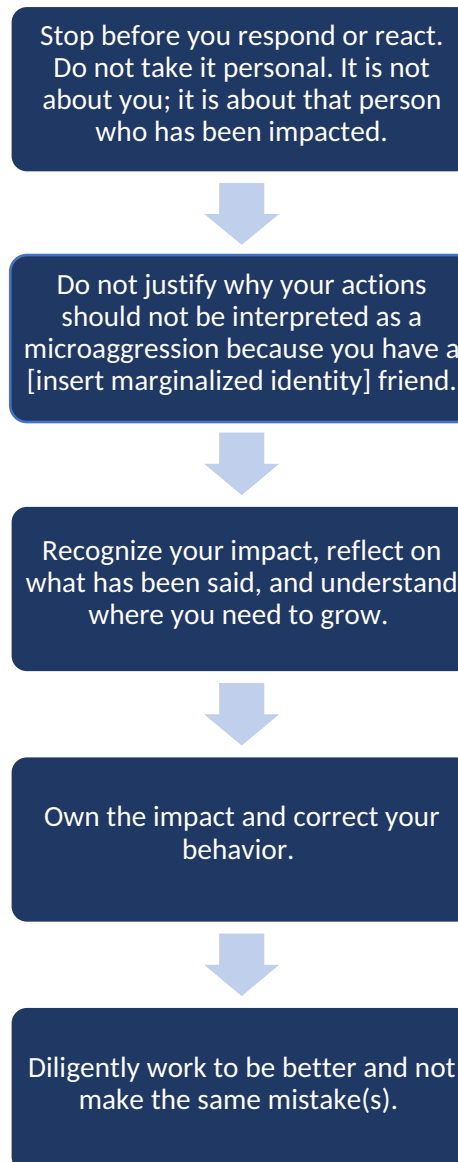 Stop before you respond or react.
Do not take it personal. It is not
about you; it is about that person
who has been impacted.
Do not justify why your actions
should not be interpreted as a
microaggression because you have a
[insert marginalized identity] friend.
Recognize your impact, reflect on
what has been said, and understand
where you need to grow.
Own the impact and correct your
behavior.
Diligently work to be better and not
make the same mistake(s).